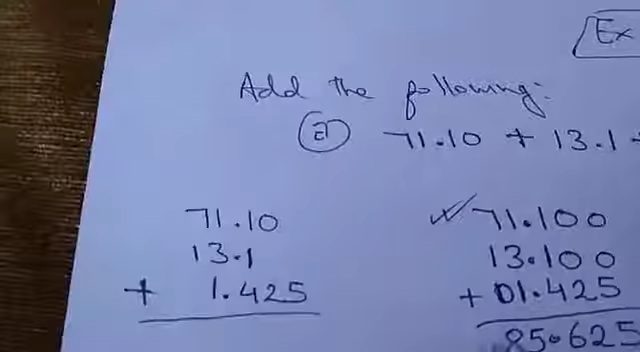 Ex
Add the following:
a) 71.10 + 13.1 +
71.10
13.1
+ 1.425
✓ 71.100
13.100
+ 01.425
85.625